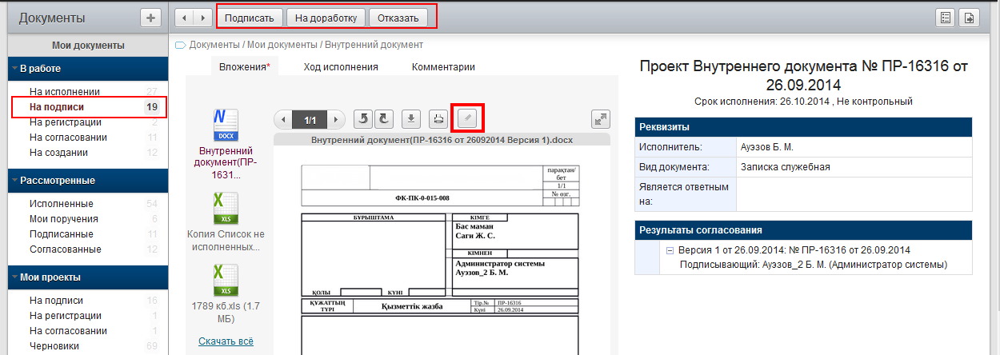 Документы
Подписать
На доработку
Отказать
Мои документы
В работе
На исполнении 27
На подписи 19
На регистрации 2
На согласовании 11
На создании 12
Рассмотренные
Исполненные 54
Мои поручения 6
Подписанные 11
Согласованные 12
Мои проекты
На подписи 16
На регистрации 1
На согласовании 1
Черновики 69
Документы / Мои документы / Внутренний документ
Вложения*
Ход исполнения
Комментарии
DOCX
Внутренний
документ(ПР-
1631...
XLS
Копия Список не
исполненных...
XLS
1789 кб.xls (1.7
МБ)
Скачать всё
1/1
Внутренний документ(ПР-16316 от 26092014 Версия 1).docx
парақтан/
бет
1/1
№ өзг.
ФК-ПК-0-015-008
БҰРЫШТАМА
КІМГЕ
Бас маман
Саги Ж. С.
КІМНЕН
Администратор системы
Ауэзов_2 Б. М.
ҚОЛЫ
КҮНІ
ҚҰЖАТТЫҢ
ТҮРІ
Қызметтік жазба
Тір.№ ПР-16316
Күні 26.09.2014
Проект Внутреннего документа № ПР-16316 от
26.09.2014
Срок исполнения: 26.10.2014 , Не контрольный
Реквизиты
Исполнитель: Ауэзов Б. М.
Вид документа: Записка служебная
Является ответным
на:
Результаты согласования
Версия 1 от 26.09.2014: № ПР-16316 от 26.09.2014
Подписывающий: Ауэзов_2 Б. М. (Администратор системы)